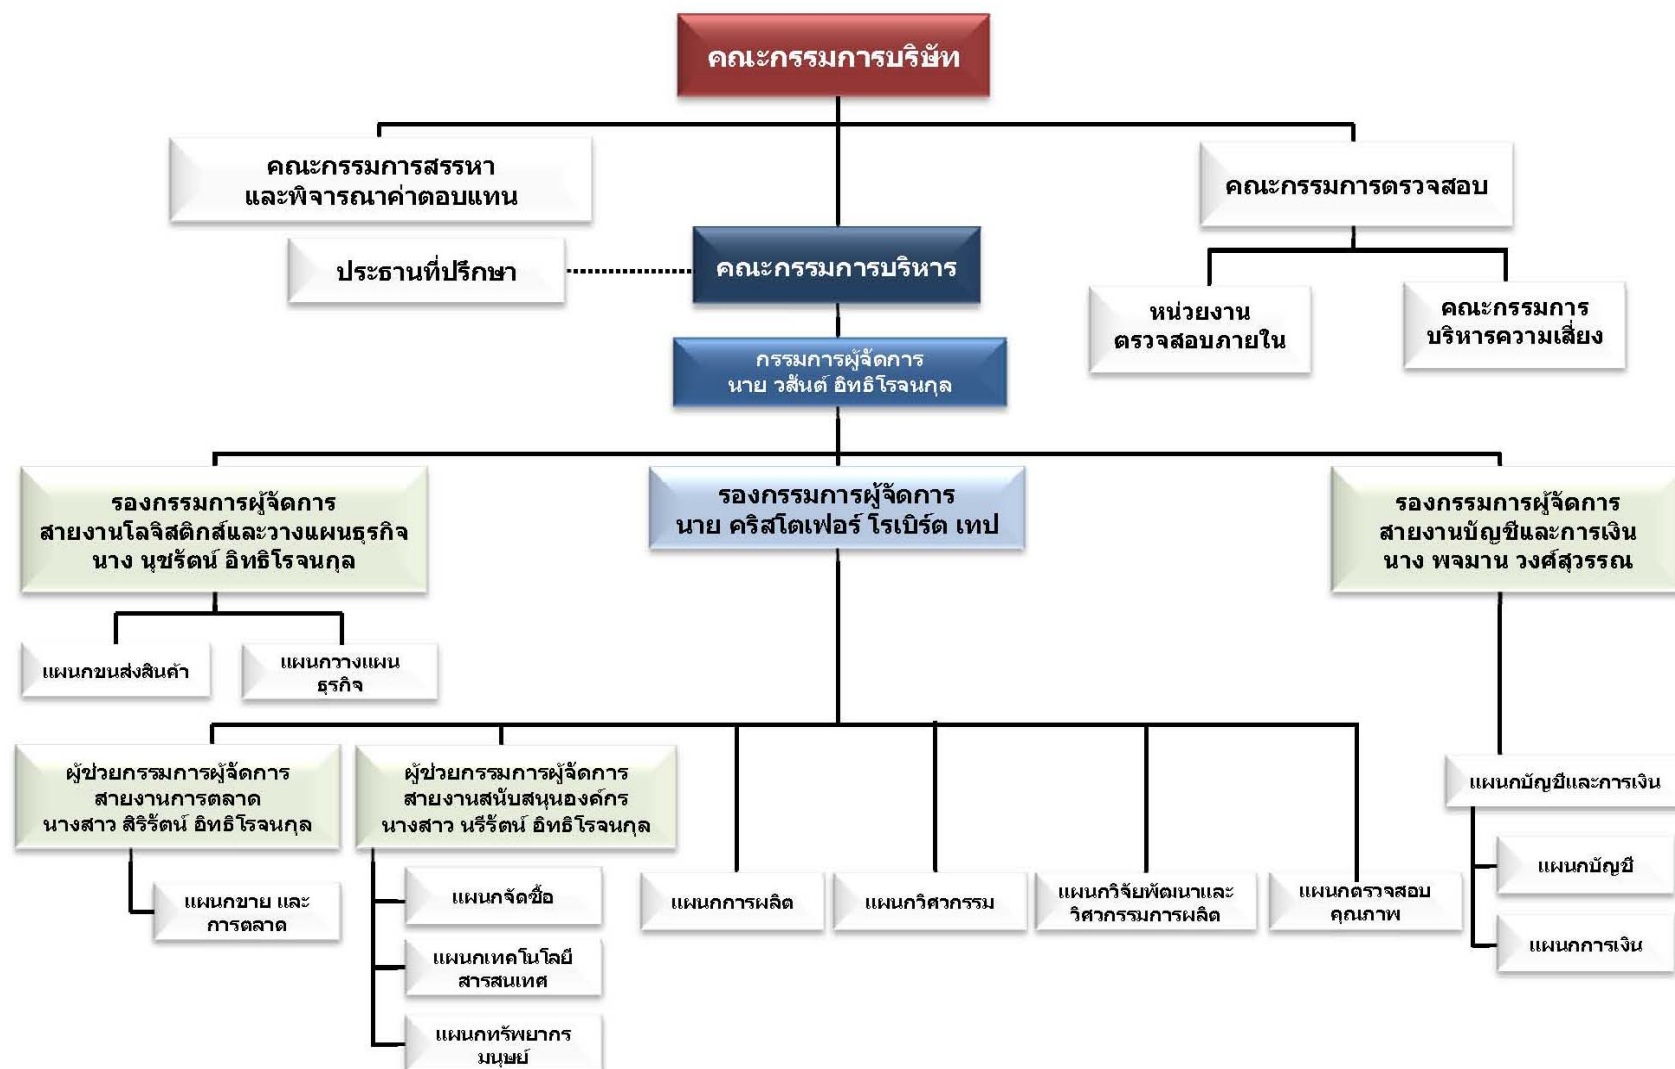 คณะกรรมการบริษัท
คณะกรรมการสรรหา
และพิจารณาค่าตอบแทน
คณะกรรมการตรวจสอบ
ประธานที่ปรึกษา
คณะกรรมการบริหาร
หน่วยงาน
ตรวจสอบภายใน
คณะกรรมการ
บริหารความเสี่ยง
กรรมการผู้จัดการ
นาย วสันต์ อิทธิโรจนกุล
รองกรรมการผู้จัดการ
สายงานโลจิสติกส์และวางแผนธุรกิจ
นาง นุชรัตน์ อิทธิโรจนกุล
รองกรรมการผู้จัดการ
นาย คริสโตเฟอร์ โรเบิร์ต เทป
รองกรรมการผู้จัดการ
สายงานบัญชีและการเงิน
นาง พจมาน วงศ์สุวรรณ
แผนกขนส่งสินค้า
แผนกวางแผน
ธุรกิจ
ผู้ช่วยกรรมการผู้จัดการ
สายงานการตลาด
นางสาว สิริรัตน์ อิทธิโรจนกุล
ผู้ช่วยกรรมการผู้จัดการ
สายงานสนับสนุนองค์กร
นางสาว นรีรัตน์ อิทธิโรจนกุล
แผนกบัญชีและการเงิน
แผนกขาย และ
การตลาด
แผนกจัดซื้อ
แผนกเทคโนโลยี
สารสนเทศ
แผนกทรัพยากร
มนุษย์
แผนกการผลิต
แผนกวิศวกรรม
แผนกวิจัยพัฒนาและ
วิศวกรรมการผลิต
แผนกตรวจสอบ
คุณภาพ
แผนกบัญชี
แผนกการเงิน